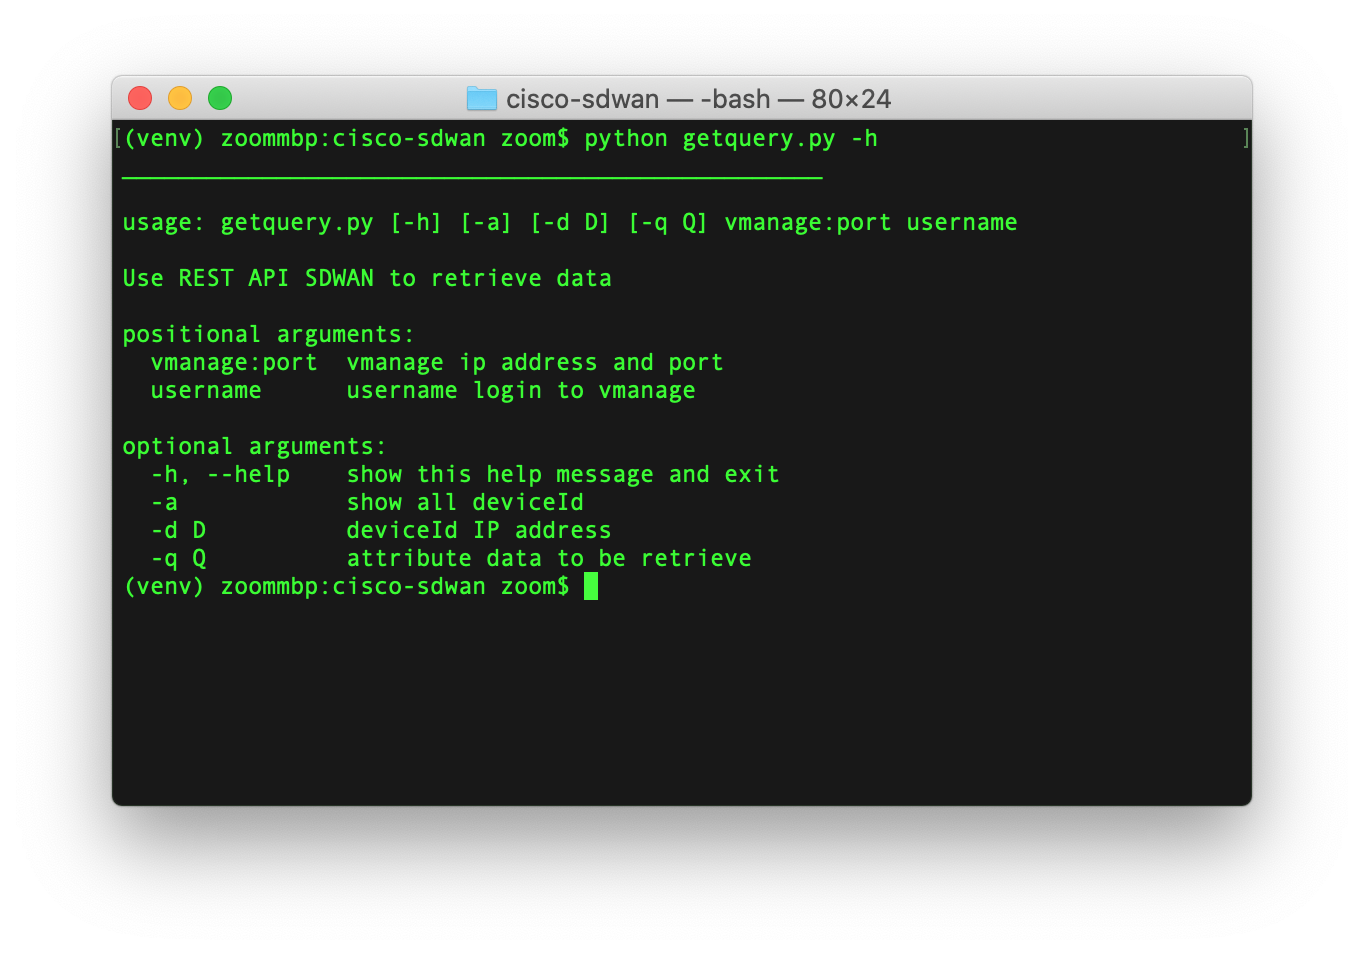 cisco-sdwan — -bash — 80×24
[(venv) zoommbp:cisco-sdwan zoom$ python getquery.py -h ]
__________________________________________________
usage: getquery.py [-h] [-a] [-d D] [-q Q] vmanage:port username
Use REST API SDWAN to retrieve data
positional arguments:
  vmanage:port  vmanage ip address and port
  username      username login to vmanage
optional arguments:
  -h, --help    show this help message and exit
  -a            show all deviceId
  -d D          deviceId IP address
  -q Q          attribute data to be retrieve
(venv) zoommbp:cisco-sdwan zoom$